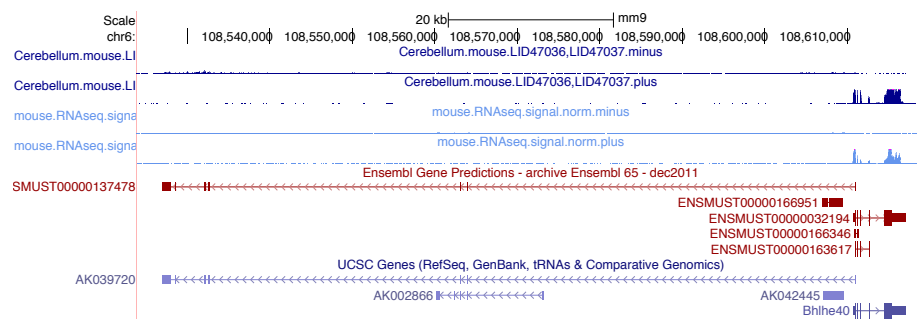 Scale 20 kb mm9
chr6: 108,540,000 108,550,000 108,560,000 108,570,000 108,580,000 108,590,000 108,600,000 108,610,000
Cerebellum.mouse.LID47036,LID47037.minus
Cerebellum.mouse.LI
Cerebellum.mouse.LID47036,LID47037.plus
Cerebellum.mouse.LI
mouse.RNAseq.signal.norm.minus
mouse.RNAseq.signa
mouse.RNAseq.signal.norm.plus
mouse.RNAseq.signa
Ensembl Gene Predictions - archive Ensembl 65 - dec2011
SMUST00000137478
ENSMUST00000166951
ENSMUST00000032194
ENSMUST00000166346
ENSMUST00000163617
UCSC Genes (RefSeq, GenBank, tRNAs & Comparative Genomics)
AK039720
AK002866 AK042445
Bhlhe40